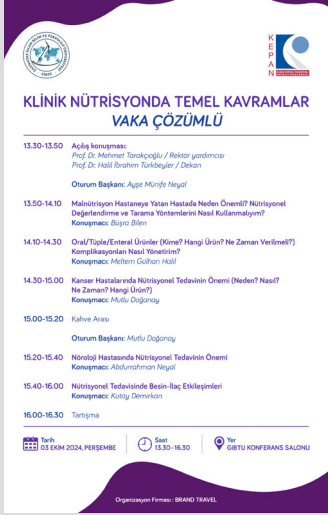 K
E
P
A
N
KLİNİK NÜTRİSYONDA TEMEL KAVRAMLAR
VAKA ÇÖZÜMLÜ
13.30-13.50 Açılış konuşması:
Prof. Dr. Mehmet Tarakçıoğlu / Rektör yardımcısı
Prof. Dr. Halil İbrahim Türkbeyler / Dekan
Oturum Başkanı: Ayşe Münife Neyal
13.50-14.10 Malnütrisyon Hastaneye Yatan Hastada Neden Önemli? Nütrisyonel
Değerlendirme ve Tarama Yöntemlerini Nasıl Kullanmalıyım?
Konuşmacı: Büşra Bilen
14.10-14.30 Oral/Tüple/Enteral Ürünler (Kime? Hangi Ürün? Ne Zaman Verilmeli?)
Komplikasyonları Nasıl Yönetirim?
Konuşmacı: Meltem Gülhan Halil
14.30-15.00 Kanser Hastalarında Nütrisyonel Tedavinin Önemi (Neden? Nasıl?
Ne Zaman? Hangi Ürün?)
Konuşmacı: Mutlu Doğanay
15.00-15.20 Kahve Arası
Oturum Başkanı: Mutlu Doğanay
15.20-15.40 Nöroloji Hastasında Nütrisyonel Tedavinin Önemi
Konuşmacı: Abdurrahman Neyal
15.40-16.00 Nütrisyonel Tedavisinde Besin-İlaç Etkileşimleri
Konuşmacı: Kutay Demirkan
16.00-16.30 Tartışma
Tarih
03 EKİM 2024, PERŞEMBE
Saat
13.30-16.30
Yer
GIBTU KONFERANS SALONU
Organizasyon Firması : BRAND TRAVEL